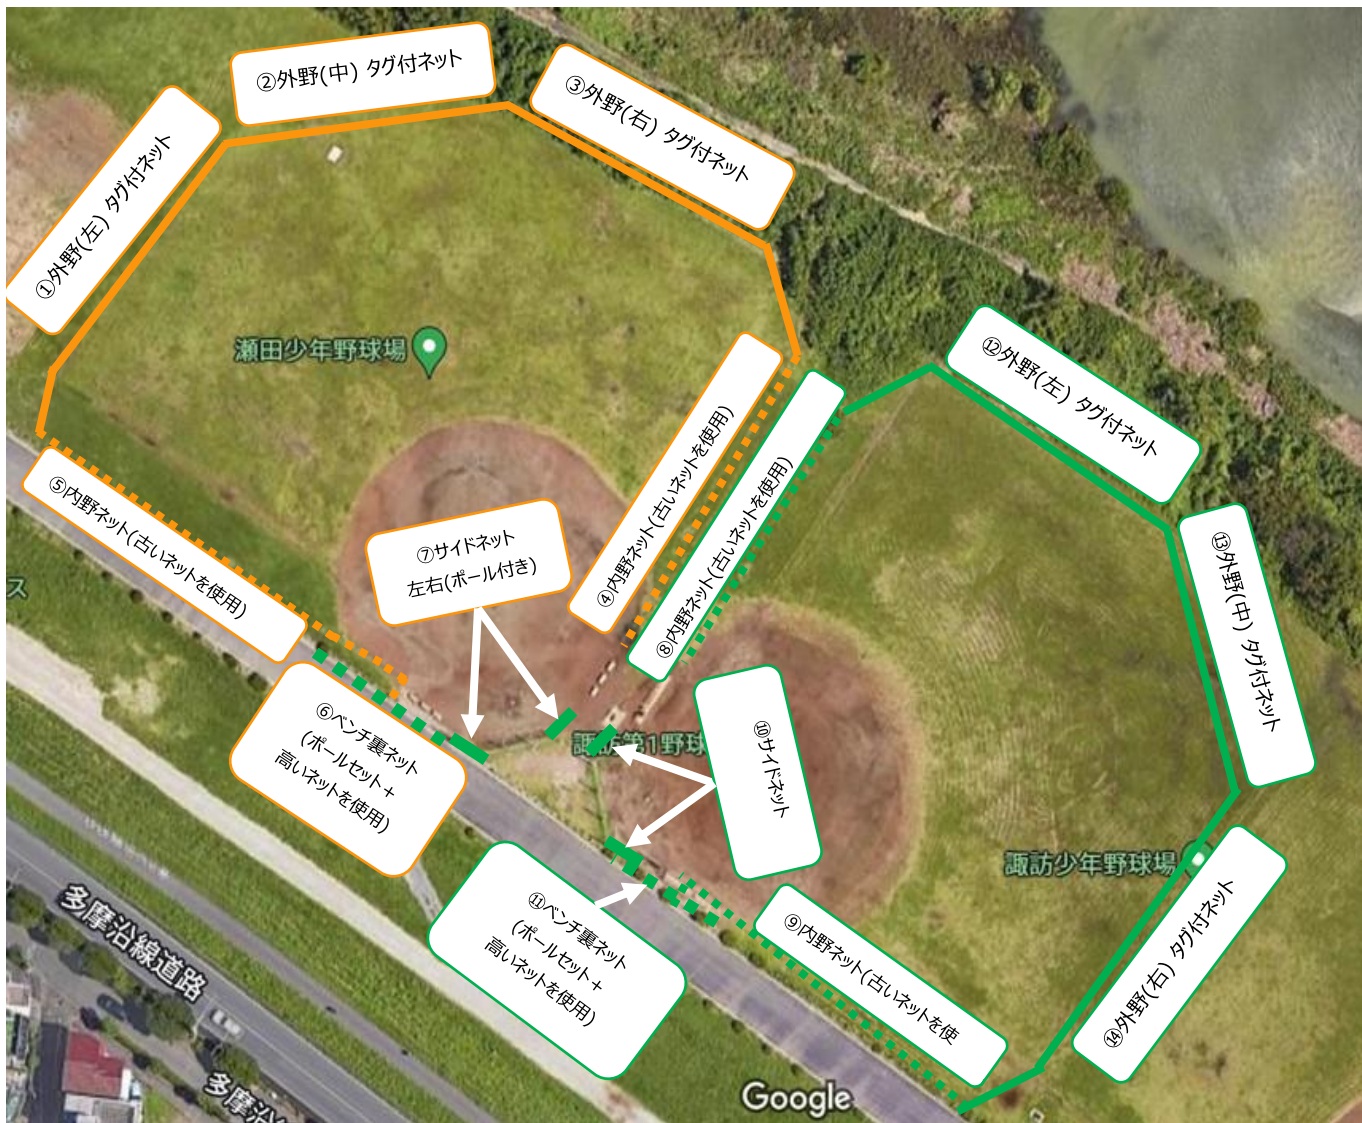 ②外野(中) タグ付ネット
③外野(右) タグ付ネット
①外野(左) タグ付ネット
瀬田少年野球場
⑫外野(左) タグ付ネット
④内野ネット(古いネットを使用)
⑧内野ネット(古いネットを使用)
⑤内野ネット(古いネットを使用)
⑦サイドネット
左右(ポール付き)
⑬外野(中) タグ付ネット
ス
⑥ベンチ裏ネット
(ポールセット+
高いネットを使用)
諏訪第1野球
⑩サイドネット
諏訪少年野球場
⑪ベンチ裏ネット
(ポールセット+
高いネットを使用)
⑨内野ネット(古いネットを使
⑭外野(右) タグ付ネット
多摩沿線道路
多摩沿
Google